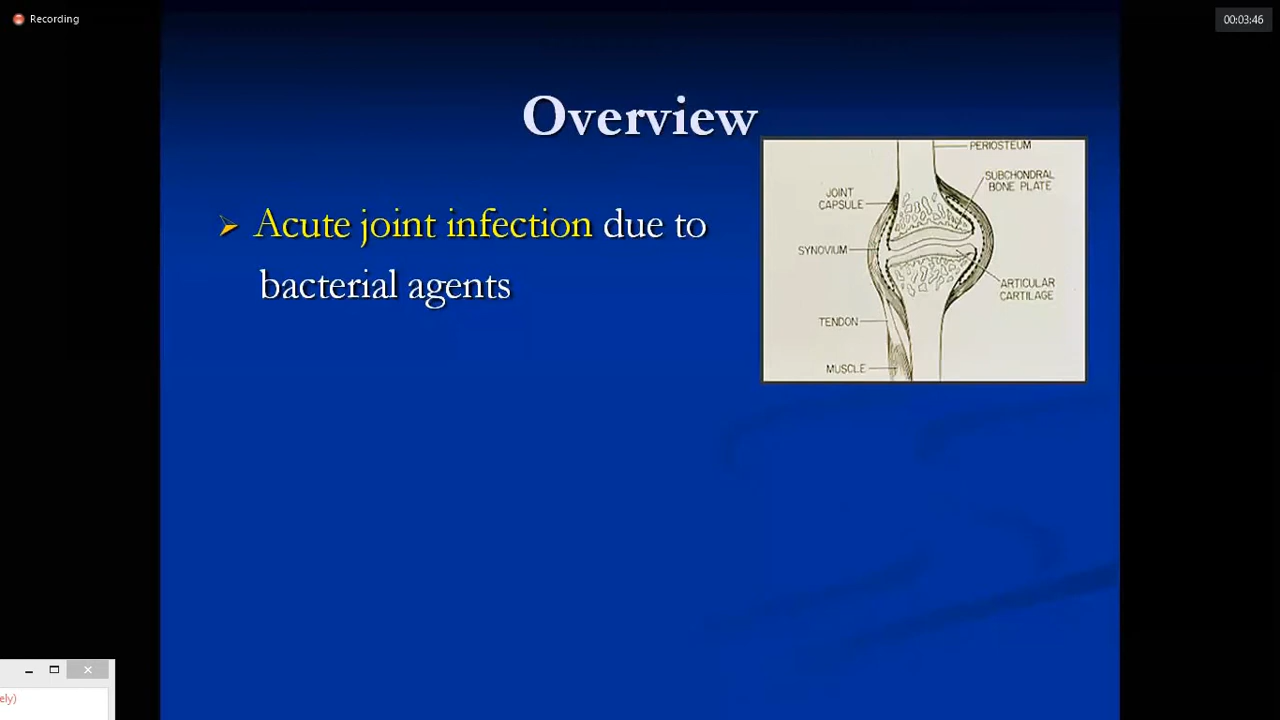 Recording
00:03:46
Overview
Acute joint infection due to
bacterial agents
PERIOSTEUM
SUBCHONDRAL
BONE PLATE
JOINT
CAPSULE
SYNOVIUM
ARTICULAR
CARTILAGE
TENDON
MUSCLE
ely)